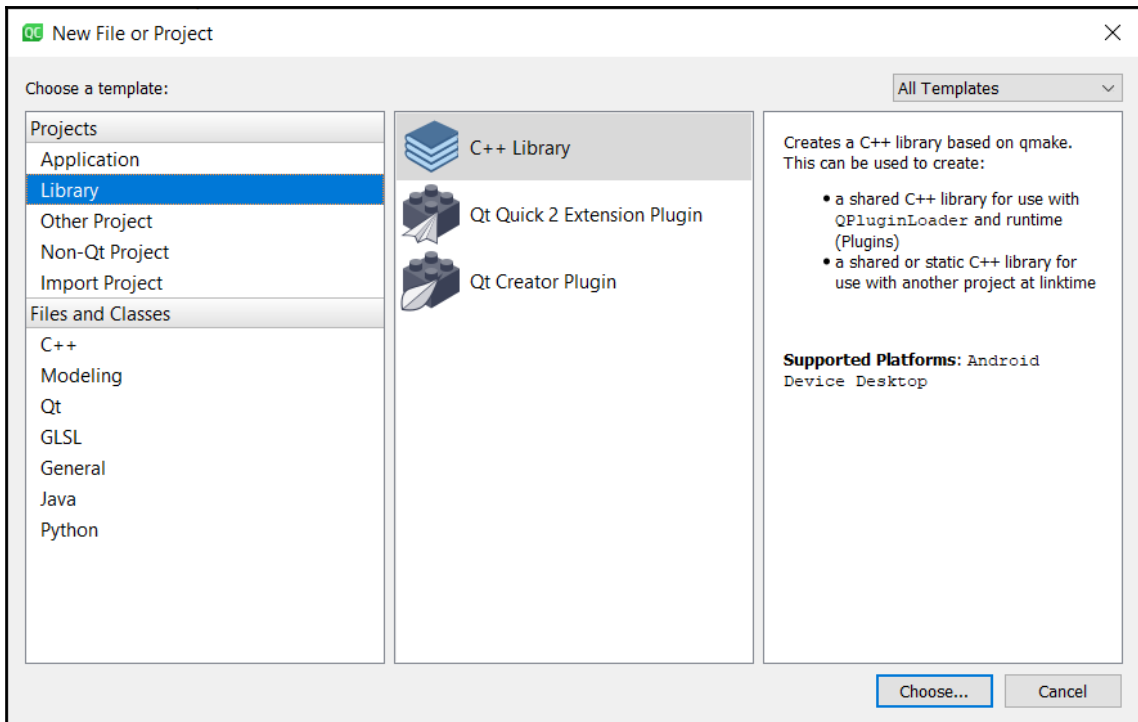 QC New File or Project
Choose a template:
All Templates
Projects
Application
Library
Other Project
Non-Qt Project
Import Project
Files and Classes
C++
Modeling
Qt
GLSL
General
Java
Python
C++ Library
Qt Quick 2 Extension Plugin
Qt Creator Plugin
Creates a C++ library based on qmake.
This can be used to create:
• a shared C++ library for use with
QPluginLoader and runtime
(Plugins)
• a shared or static C++ library for
use with another project at linktime
Supported Platforms: Android
Device Desktop
Choose...
Cancel